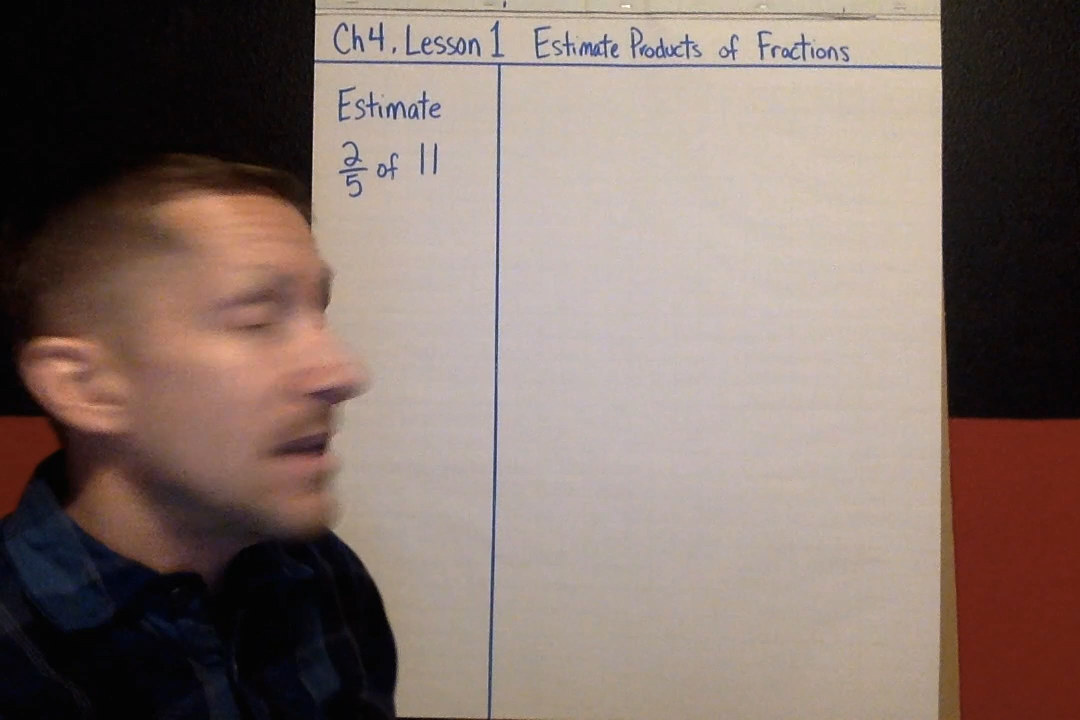 Ch4. Lesson 1 Estimate Products of Fractions
Estimate
2/5 of 11